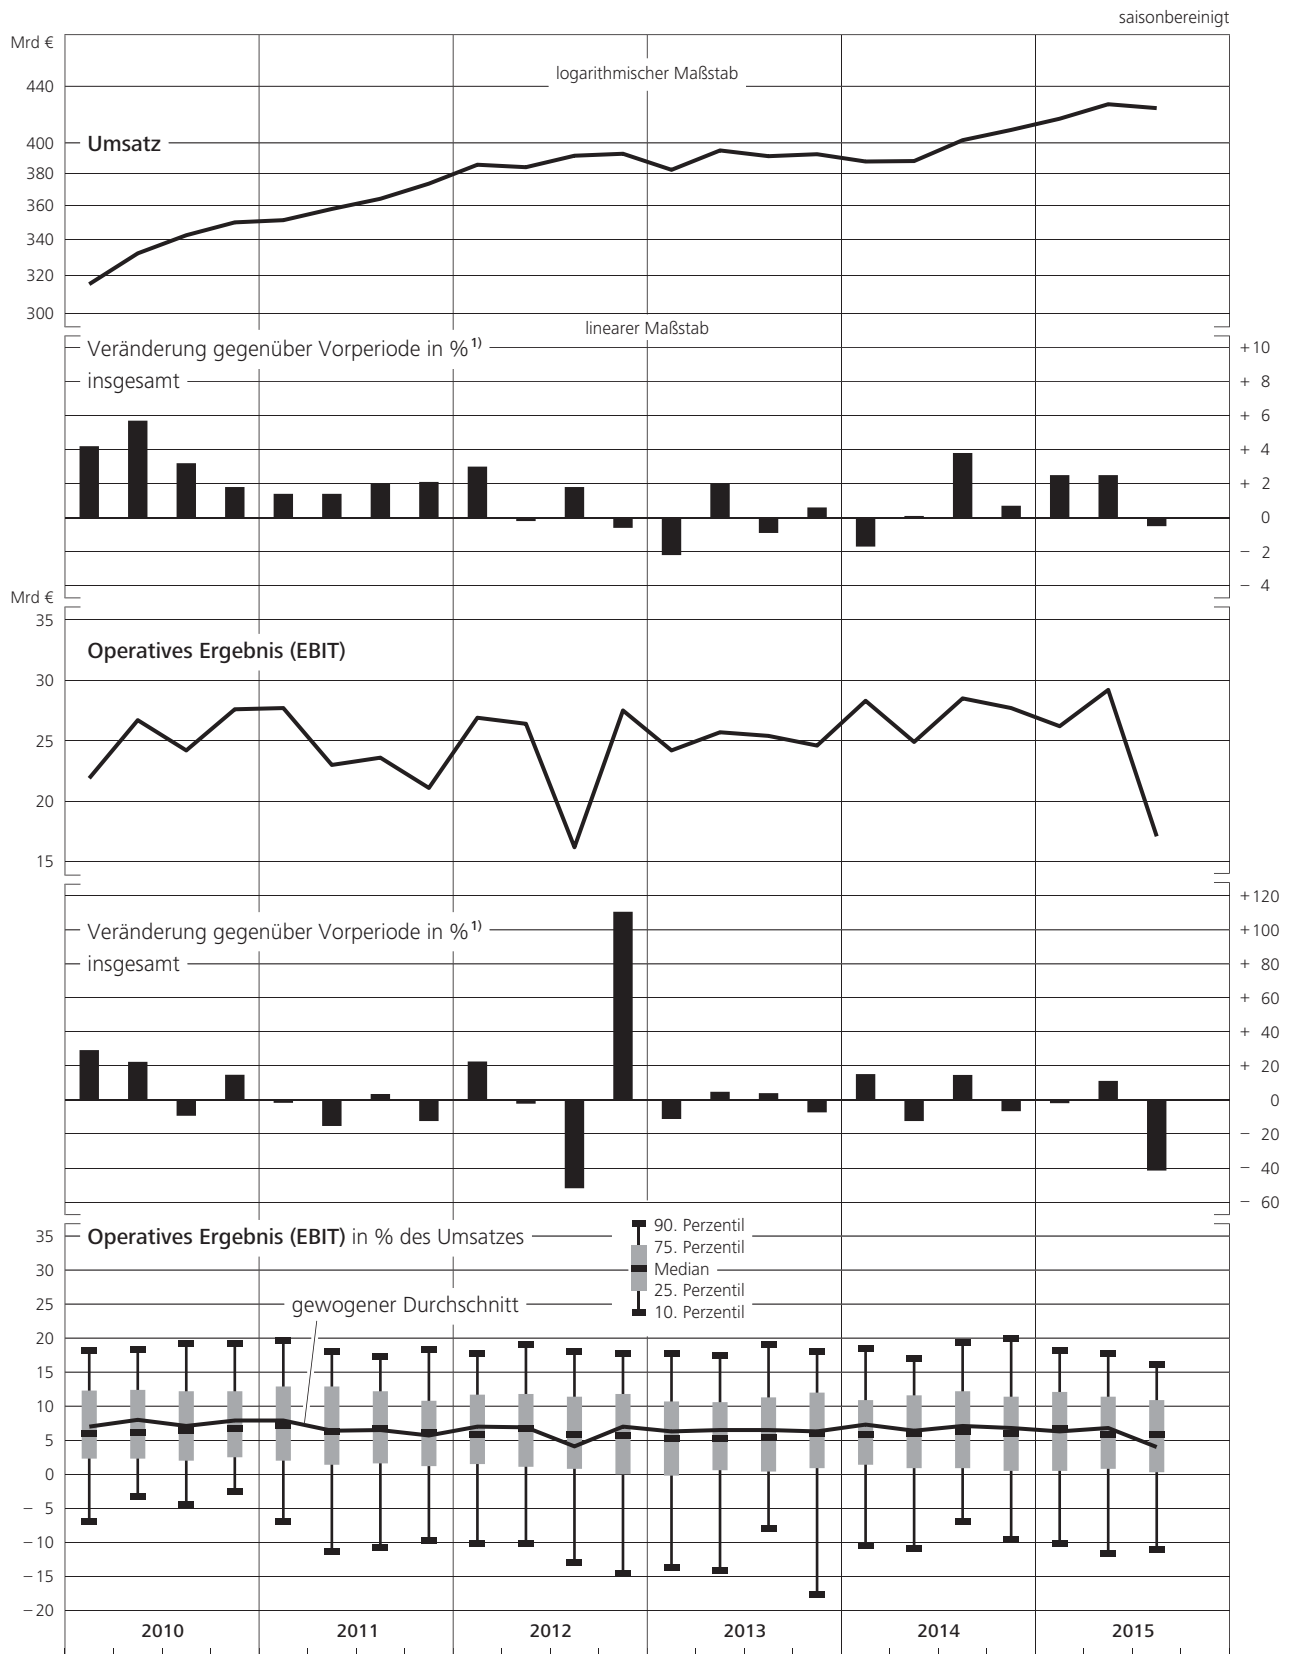 saisonbereinigt
Mrd €
logarithmischer Maßstab
440
Umsatz
400
380
360
340
320
300
linearer Maßstab
Veränderung gegenüber Vorperiode in %1)
+10
insgesamt
+ 8
+ 6
+ 4
+ 2
0
− 2
− 4
Mrd €
35
Operatives Ergebnis (EBIT)
30
25
20
15
+120
Veränderung gegenüber Vorperiode in %1)
+100
insgesamt
+ 80
+ 60
+ 40
+ 20
0
− 20
− 40
− 60
90. Perzentil
35
Operatives Ergebnis (EBIT) in % des Umsatzes
75. Perzentil
30
Median
25. Perzentil
25
gewogener Durchschnitt
10. Perzentil
20
15
10
5
0
− 5
−10
−15
−20
2010 2011 2012 2013 2014 2015